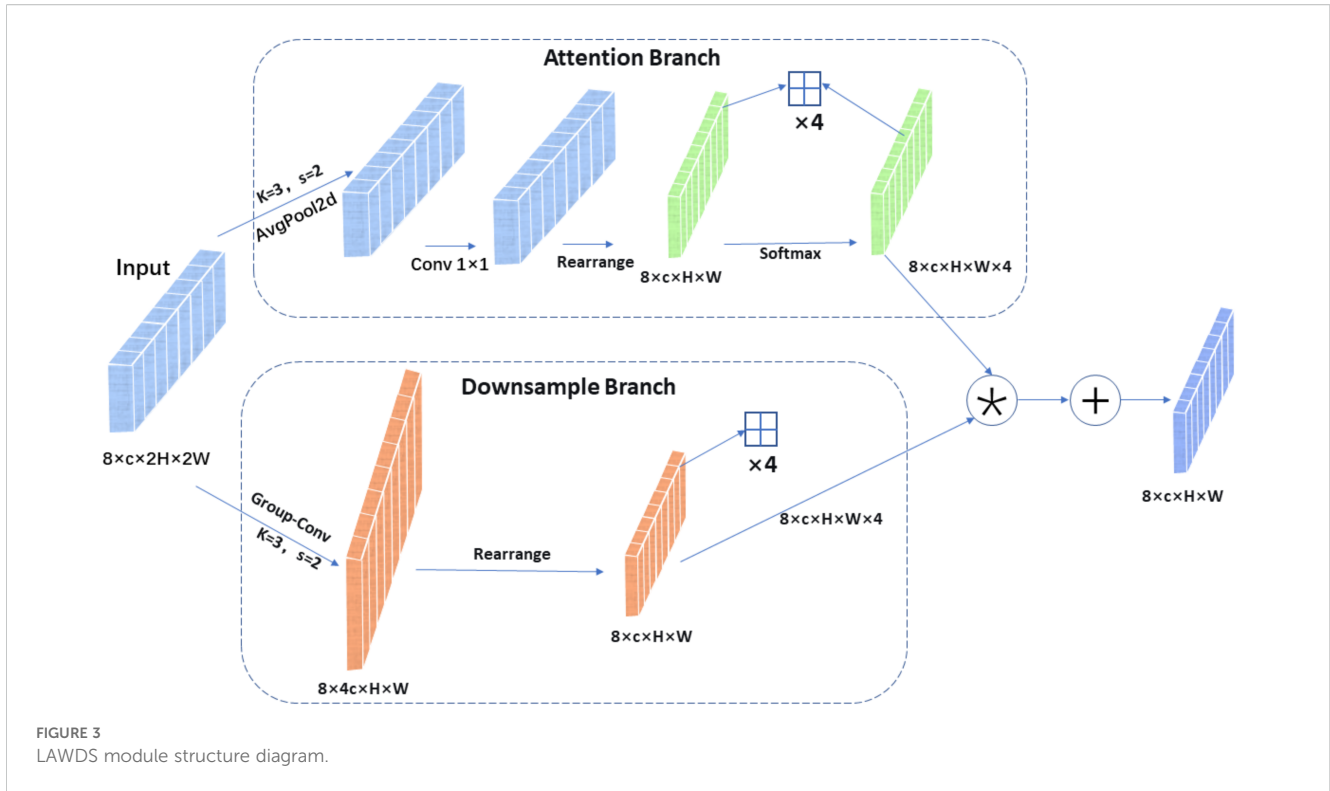 Attention Branch
×4
K=3, s=2
AvgPool2d
Input
Conv 1×1
Rearrange
8×c×H×W
Softmax
8×c×H×W×4
8×c×2H×2W
Downsample Branch
×4
Group-Conv
K=3, s=2
Rearrange
8×c×H×W×4
8×c×H×W
8×4c×H×W
*
+
8×c×H×W
FIGURE 3
LAWDS module structure diagram.